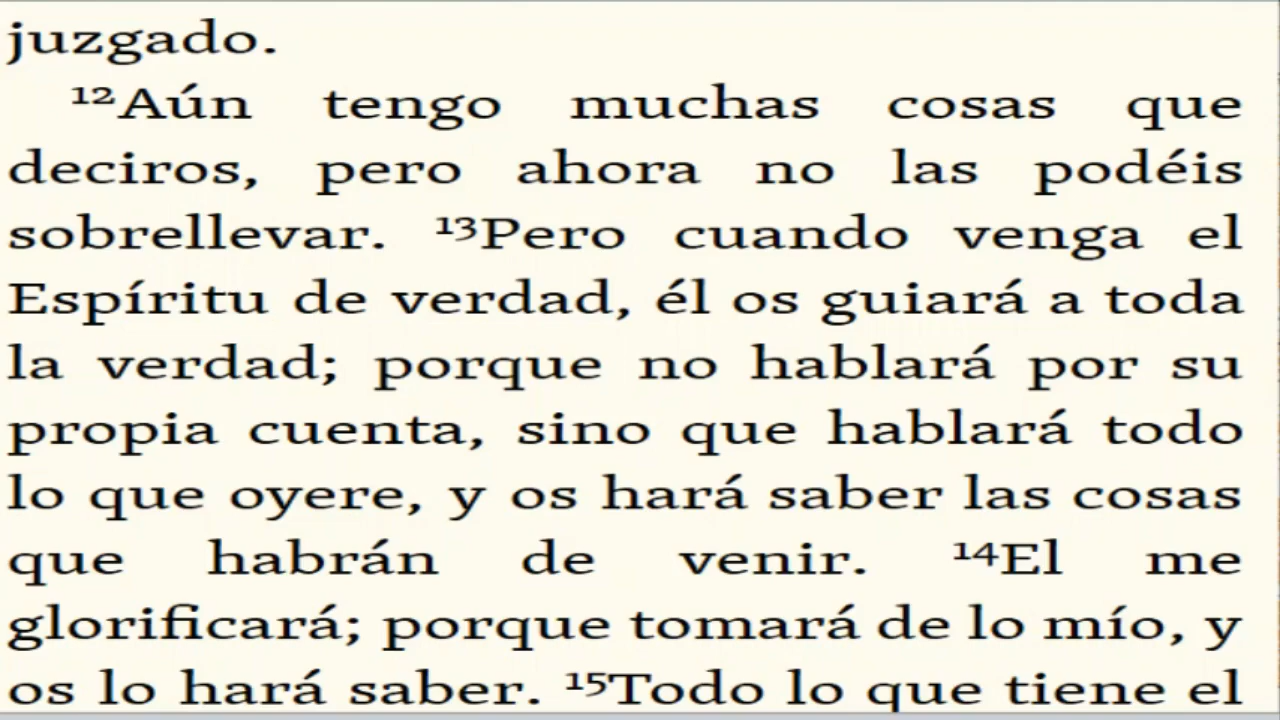 juzgado.
¹²Aún tengo muchas cosas que
deciros, pero ahora no las podéis
sobrellevar. ¹³Pero cuando venga el
Espíritu de verdad, él os guiará a toda
la verdad; porque no hablará por su
propia cuenta, sino que hablará todo
lo que oyere, y os hará saber las cosas
que habrán de venir. ¹⁴El me
glorificará; porque tomará de lo mío, y
os lo hará saber. ¹⁵Todo lo que tiene el